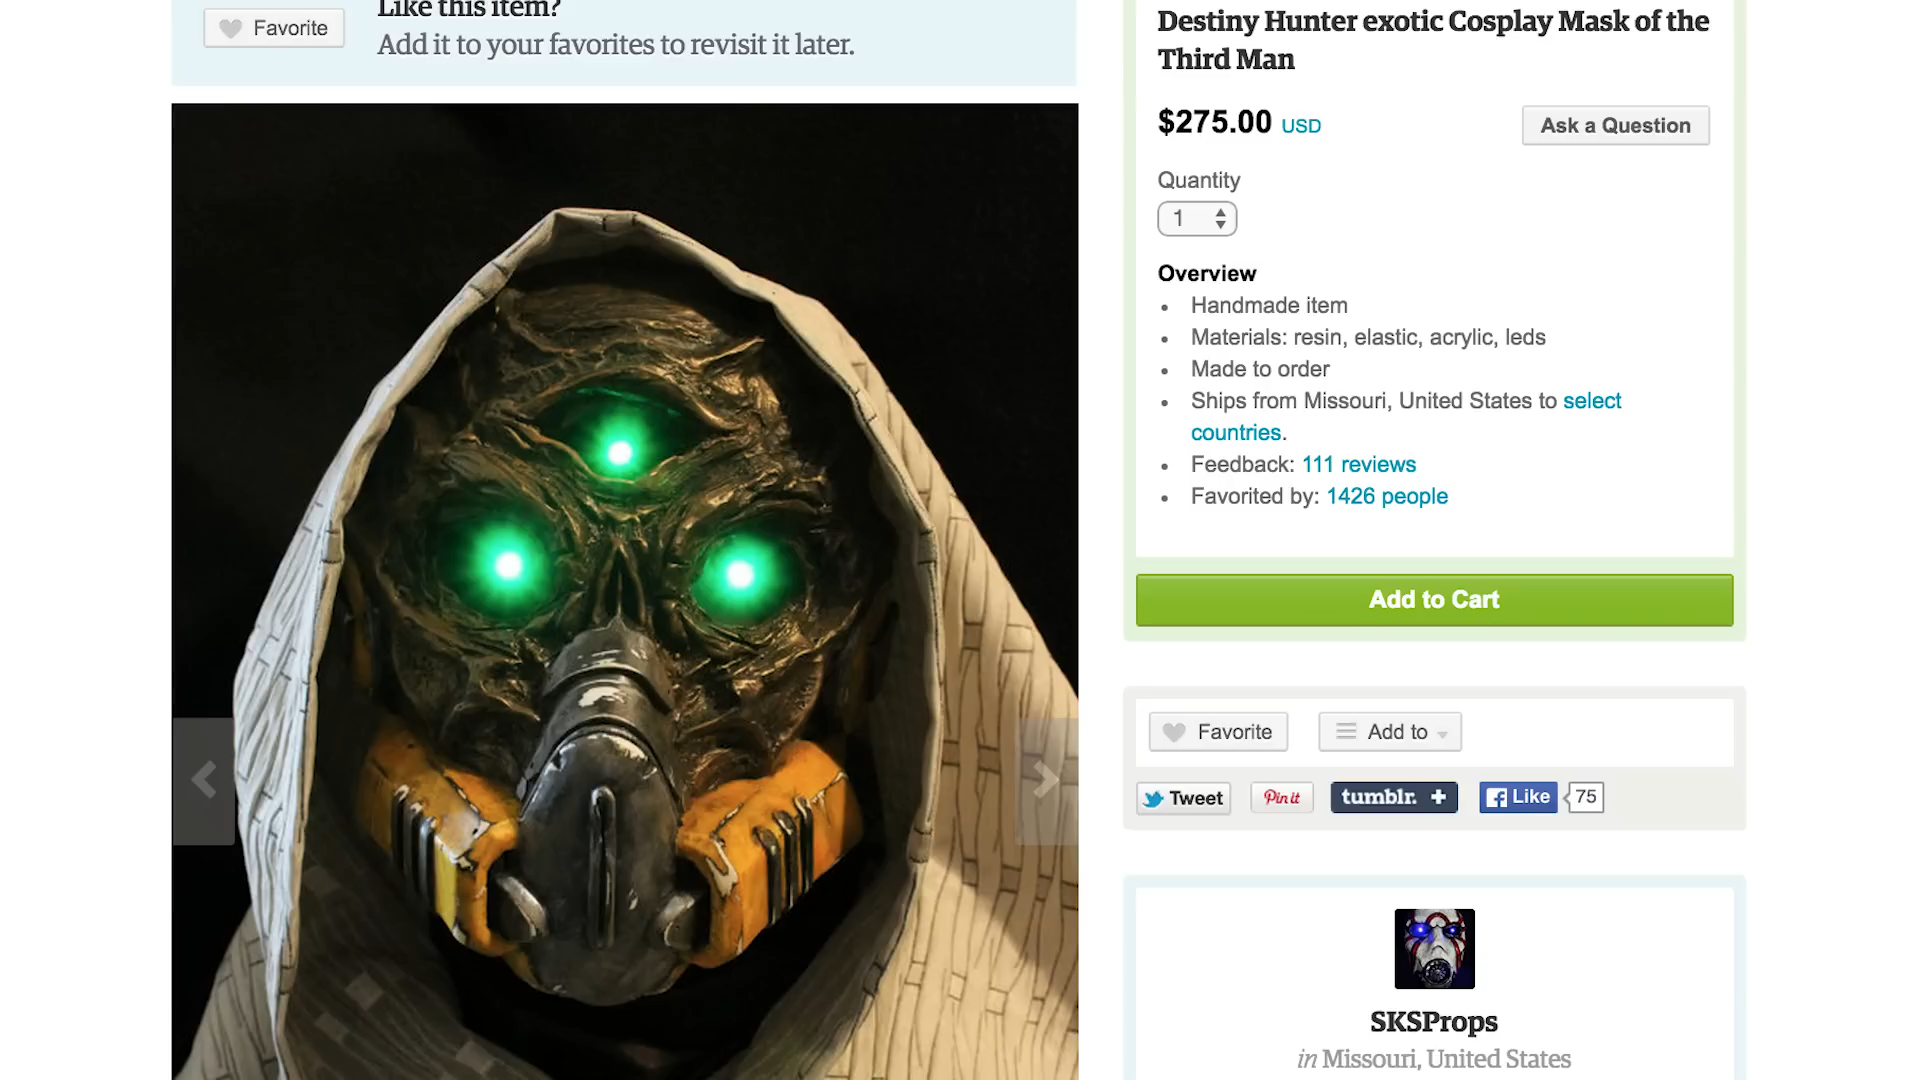 Like this item?
Favorite
Add it to your favorites to revisit it later.
Destiny Hunter exotic Cosplay Mask of the
Third Man
$275.00 USD
Ask a Question
Quantity
1
Overview
Handmade item
Materials: resin, elastic, acrylic, leds
Made to order
Ships from Missouri, United States to select
countries.
Feedback: 111 reviews
Favorited by: 1426 people
Add to Cart
Favorite
Add to
Tweet
Pin it
tumblr. +
Like
75
SKSProps
in Missouri, United States